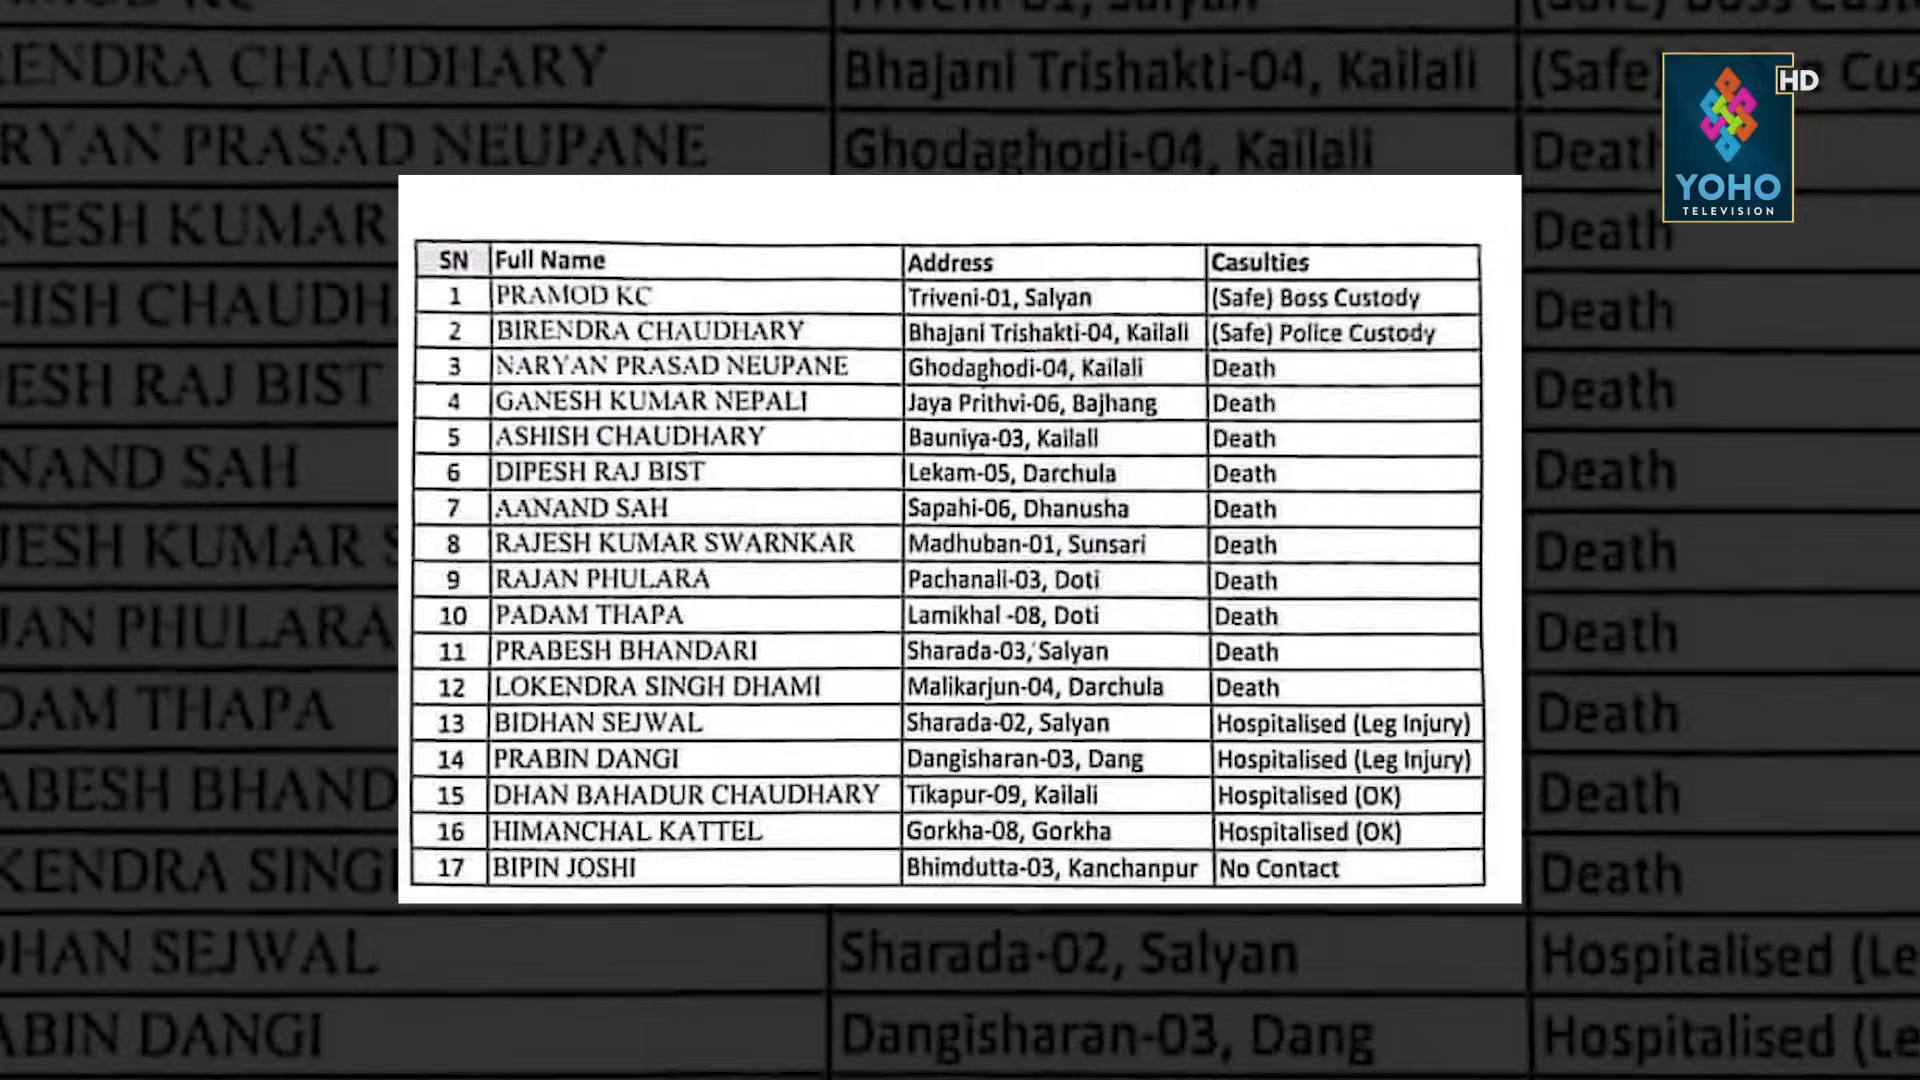 HD
YOHO
TELEVISION
SN Full Name Address Casulties
1 PRAMOD KC Triveni-01, Salyan (Safe) Boss Custody
2 BIRENDRA CHAUDHARY Bhajani Trishakti-04, Kailali (Safe) Police Custody
3 NARYAN PRASAD NEUPANE Ghodaghodi-04, Kailali Death
4 GANESH KUMAR NEPALI Jaya Prithvi-06, Bajhang Death
5 ASHISH CHAUDHARY Bauniya-03, Kailali Death
6 DIPESH RAJ BIST Lekam-05, Darchula Death
7 AANAND SAH Sapahi-06, Dhanusha Death
8 RAJESH KUMAR SWARNKAR Madhuban-01, Sunsari Death
9 RAJAN PHULARA Pachanali-03, Doti Death
10 PADAM THAPA Lamikhal -08, Doti Death
11 PRABESH BHANDARI Sharada-03, Salyan Death
12 LOKENDRA SINGH DHAMI Malikarjun-04, Darchula Death
13 BIDHAN SEJWAL Sharada-02, Salyan Hospitalised (Leg Injury)
14 PRABIN DANGI Dangisharan-03, Dang Hospitalised (Leg Injury)
15 DHAN BAHADUR CHAUDHARY Tikapur-09, Kailali Hospitalised (OK)
16 HIMANCHAL KATTEL Gorkha-08, Gorkha Hospitalised (OK)
17 BIPIN JOSHI Bhimdutta-03, Kanchanpur No Contact